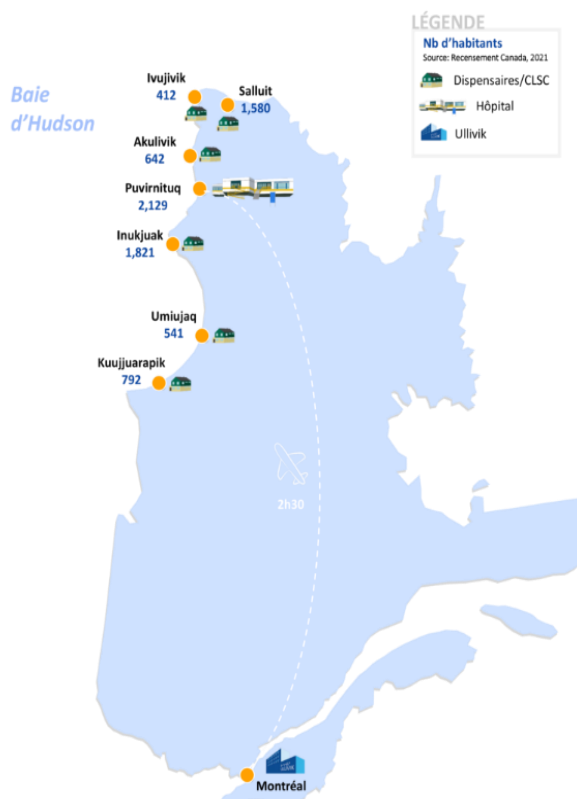 LÉGENDE
Nb d'habitants
Source: Recensement Canada, 2021
Dispensaires/CLSC
Hôpital
Ullivik
Baie
d'Hudson
Ivujivik
412
Salluit
1,580
Akulivik
642
Puvirnituq
2,129
Inukjuak
1,821
Umiujaq
541
Kuujjuarapik
792
2h30
Montréal